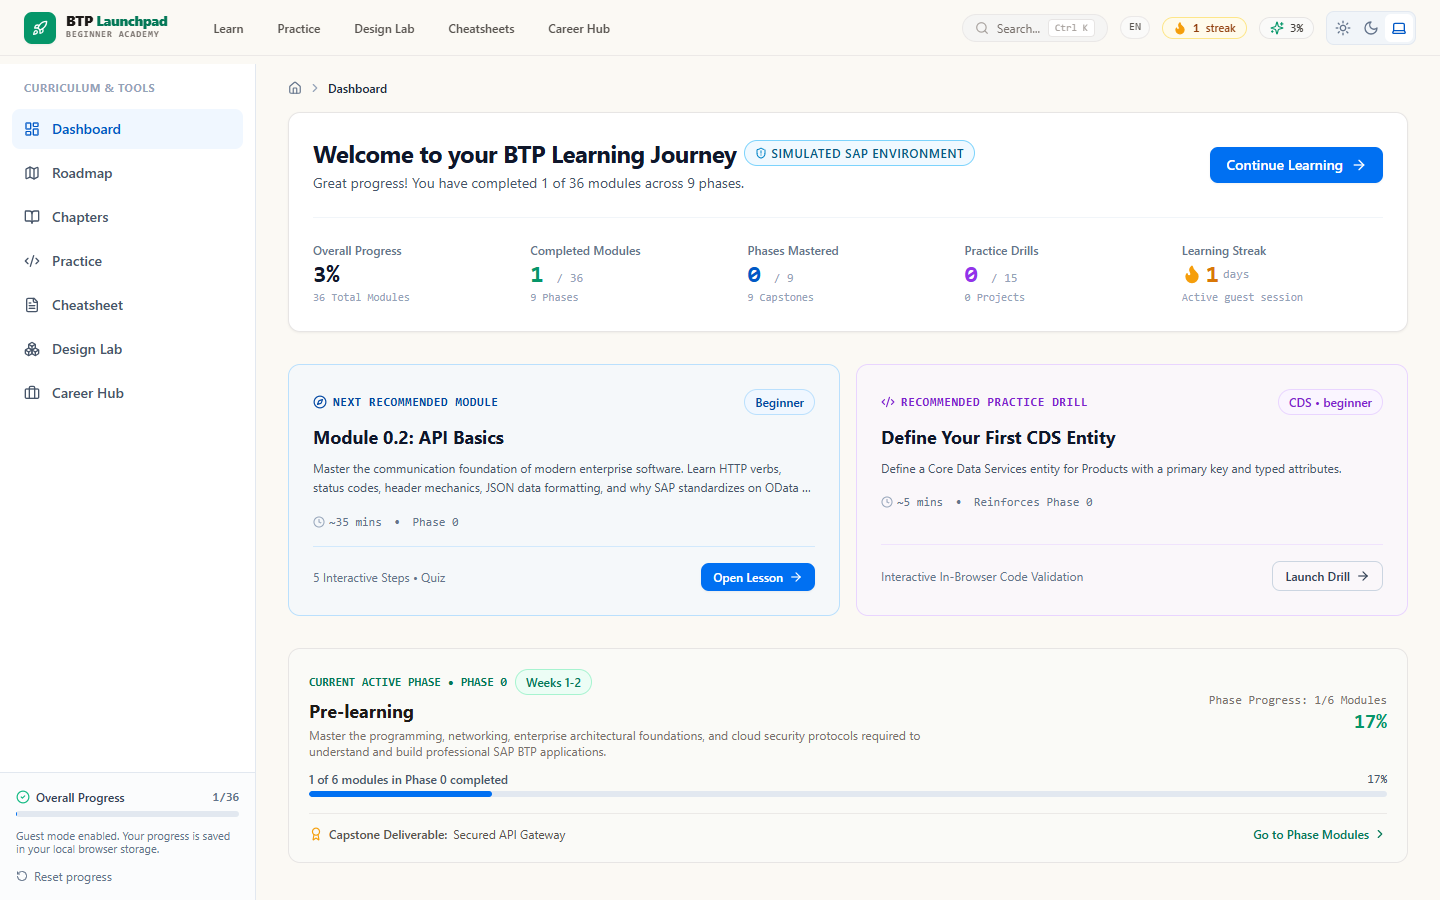 BTP Launchpad
BEGINNER ACADEMY
Learn
Practice
Design Lab
Cheatsheets
Career Hub
Search...
Ctrl K
EN
1 streak
3%
CURRICULUM & TOOLS
Dashboard
Roadmap
Chapters
Practice
Cheatsheet
Design Lab
Career Hub
Overall Progress 1/36
Guest mode enabled. Your progress is saved
in your local browser storage.
Reset progress
Dashboard
Welcome to your BTP Learning Journey
SIMULATED SAP ENVIRONMENT
Great progress! You have completed 1 of 36 modules across 9 phases.
Continue Learning
Overall Progress
3%
36 Total Modules
Completed Modules
1 / 36
9 Phases
Phases Mastered
0 / 9
9 Capstones
Practice Drills
0 / 15
0 Projects
Learning Streak
1 days
Active guest session
NEXT RECOMMENDED MODULE
Beginner
Module 0.2: API Basics
Master the communication foundation of modern enterprise software. Learn HTTP verbs,
status codes, header mechanics, JSON data formatting, and why SAP standardizes on OData ...
~35 mins • Phase 0
5 Interactive Steps • Quiz
Open Lesson
RECOMMENDED PRACTICE DRILL
CDS • beginner
Define Your First CDS Entity
Define a Core Data Services entity for Products with a primary key and typed attributes.
~5 mins • Reinforces Phase 0
Interactive In-Browser Code Validation
Launch Drill
CURRENT ACTIVE PHASE • PHASE 0
Weeks 1-2
Pre-learning
Master the programming, networking, enterprise architectural foundations, and cloud security protocols required to
understand and build professional SAP BTP applications.
Phase Progress: 1/6 Modules
17%
1 of 6 modules in Phase 0 completed
17%
Capstone Deliverable: Secured API Gateway
Go to Phase Modules